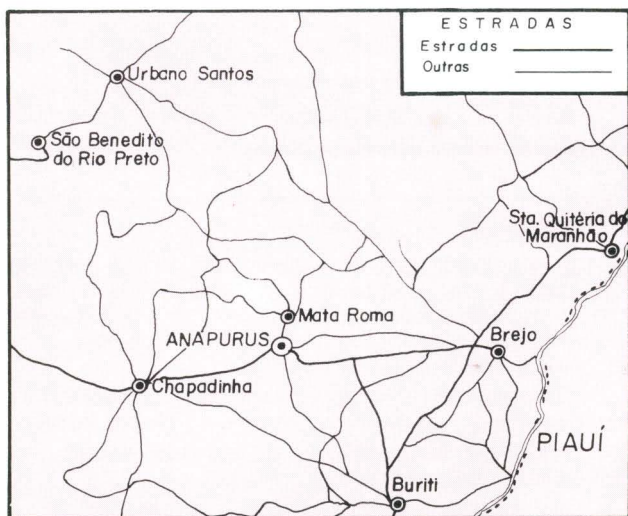 ESTRADAS
Estradas
Outras
Urbano Santos
São Benedito
do Rio Preto
Sta. Quitéria do
Maranhão
Mata Roma
ANAPURUS
Brejo
Chapadinha
PIAUÍ
Buriti